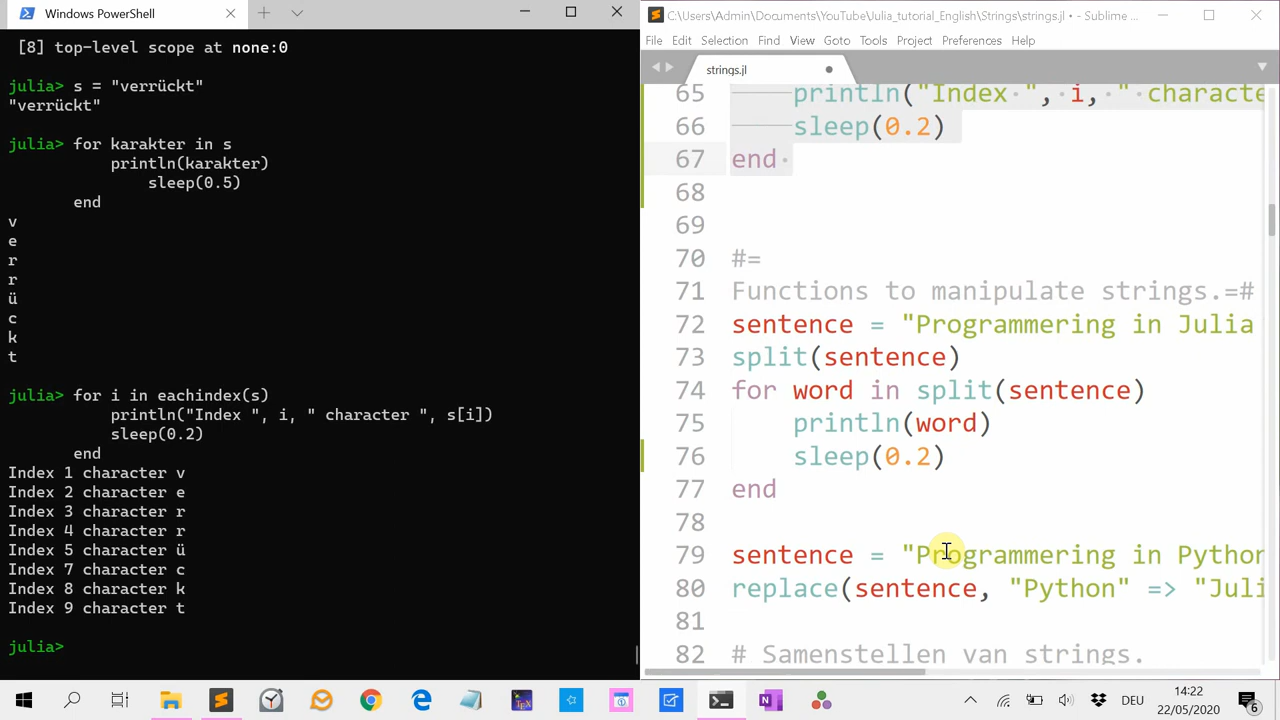 Windows PowerShell
[8] top-level scope at none:0
julia> s = "verrückt"
"verrückt"
julia> for karakter in s
println(karakter)
sleep(0.5)
end
v
e
r
r
ü
c
k
t
julia> for i in eachindex(s)
println("Index ", i, " character ", s[i])
sleep(0.2)
end
Index 1 character v
Index 2 character e
Index 3 character r
Index 4 character r
Index 5 character ü
Index 7 character c
Index 8 character k
Index 9 character t
julia>
C:\Users\Admin\Documents\YouTube\Julia_tutorial_English\Strings\strings.jl • - Sublime ...
File Edit Selection Find View Goto Tools Project Preferences Help
strings.jl
65 println("Index ", i, " characte
66 sleep(0.2)
67 end
68
69
70 #=
71 Functions to manipulate strings.=#
72 sentence = "Programmering in Julia
73 split(sentence)
74 for word in split(sentence)
75 println(word)
76 sleep(0.2)
77 end
78
79 sentence = "Programmering in Python
80 replace(sentence, "Python" => "Juli
81
82 # Samenstellen van strings.
DEU
14:22
22/05/2020
6